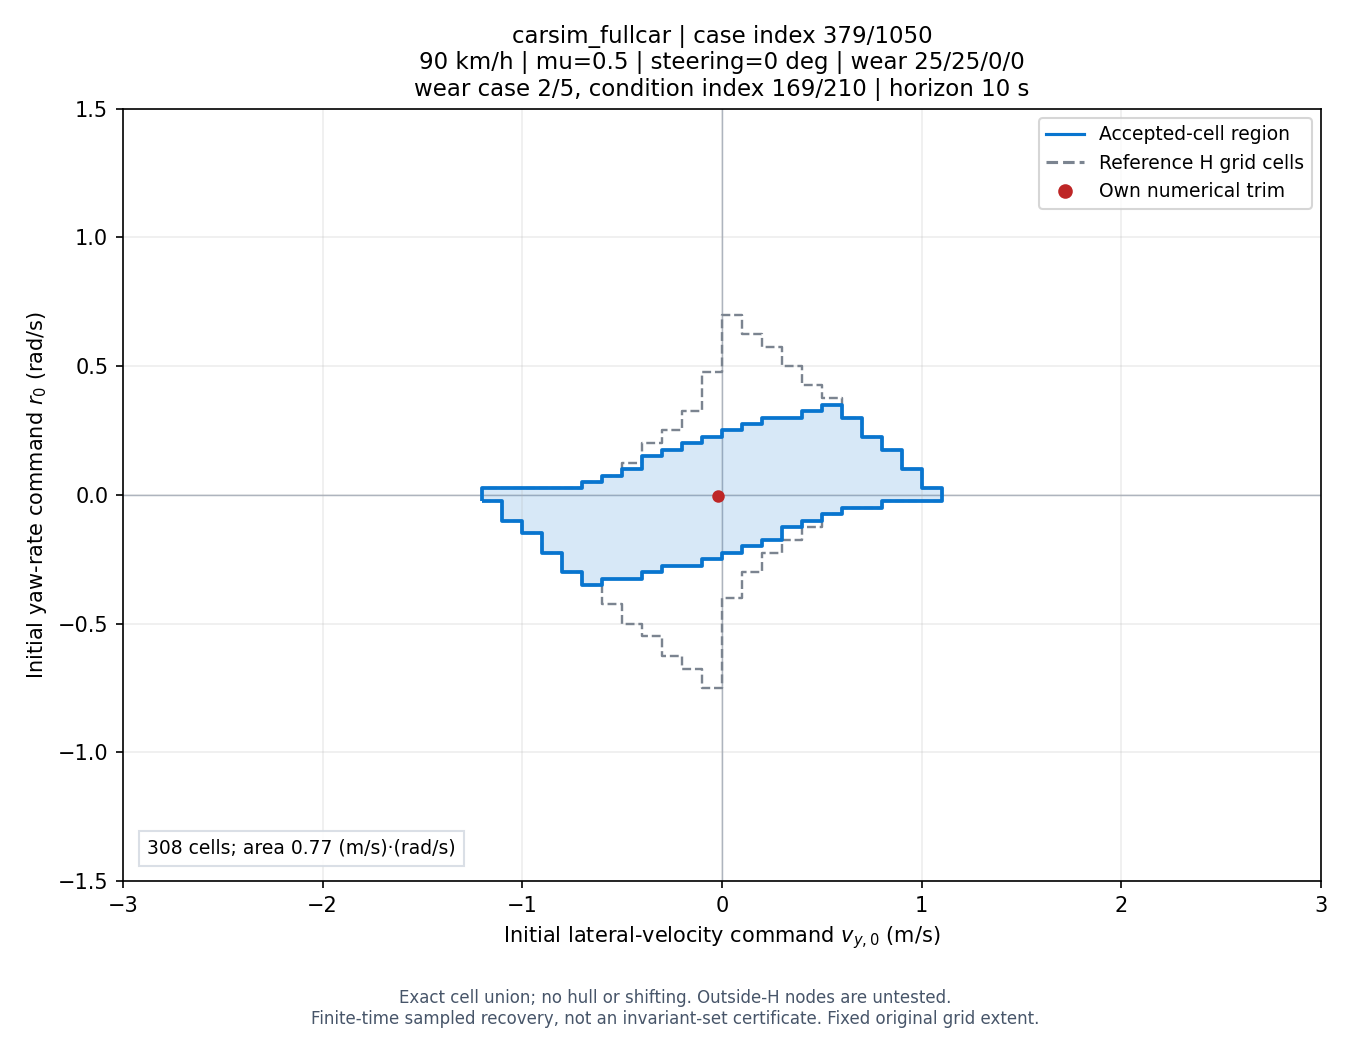 carsim_fullcar | case index 379/1050
90 km/h | mu=0.5 | steering=0 deg | wear 25/25/0/0
wear case 2/5, condition index 169/210 | horizon 10 s
Accepted-cell region
Reference H grid cells
Own numerical trim
1.5
1.0
0.5
0.0
−0.5
−1.0
−1.5
Initial yaw-rate command r₀ (rad/s)
308 cells; area 0.77 (m/s)·(rad/s)
−3
−2
−1
0
1
2
3
Initial lateral-velocity command v_{y,0} (m/s)
Exact cell union; no hull or shifting. Outside-H nodes are untested.
Finite-time sampled recovery, not an invariant-set certificate. Fixed original grid extent.